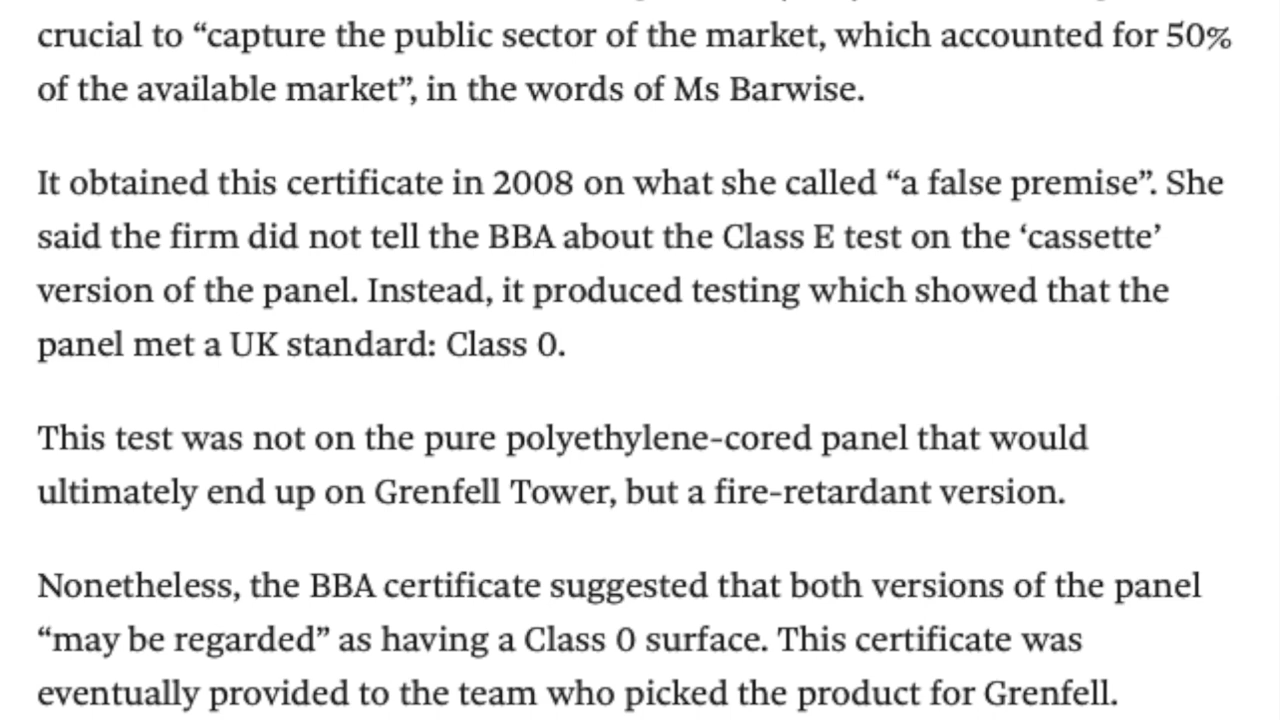 crucial to “capture the public sector of the market, which accounted for 50%
of the available market”, in the words of Ms Barwise.
It obtained this certificate in 2008 on what she called “a false premise”. She
said the firm did not tell the BBA about the Class E test on the ‘cassette’
version of the panel. Instead, it produced testing which showed that the
panel met a UK standard: Class 0.
This test was not on the pure polyethylene-cored panel that would
ultimately end up on Grenfell Tower, but a fire-retardant version.
Nonetheless, the BBA certificate suggested that both versions of the panel
“may be regarded” as having a Class 0 surface. This certificate was
eventually provided to the team who picked the product for Grenfell.